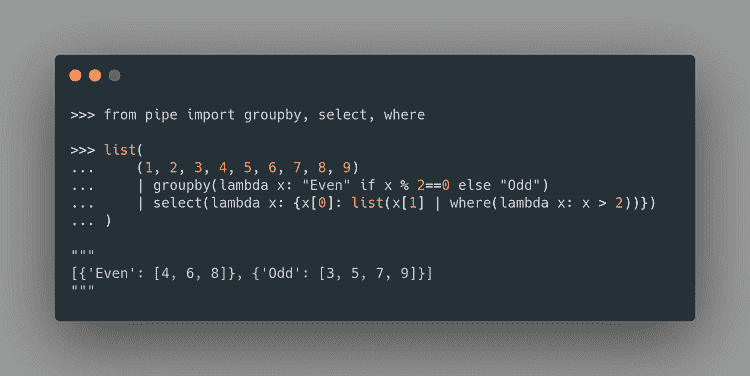 >>> from pipe import groupby, select, where
>>> list(
...     (1, 2, 3, 4, 5, 6, 7, 8, 9)
...     | groupby(lambda x: "Even" if x % 2==0 else "Odd")
...     | select(lambda x: {x[0]: list(x[1] | where(lambda x: x > 2))})
... )
"""
[{'Even': [4, 6, 8]}, {'Odd': [3, 5, 7, 9]}]
"""